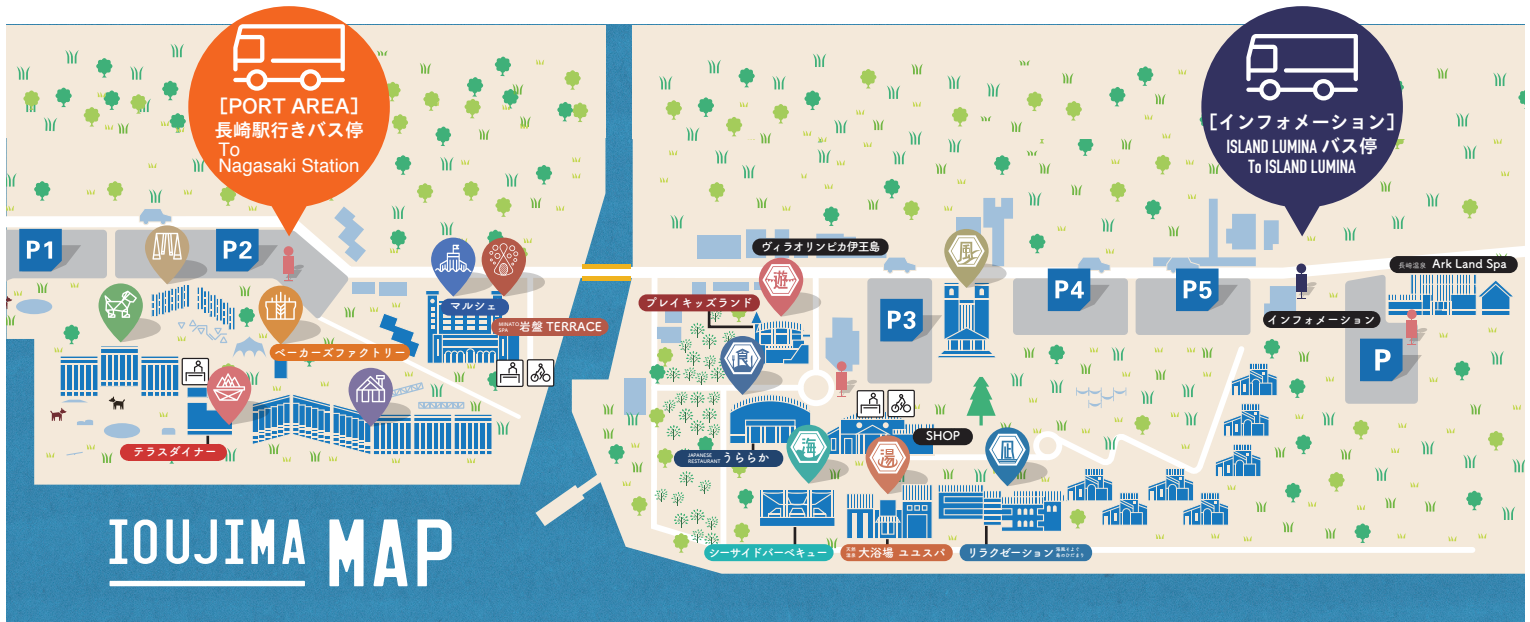 [PORT AREA]
長崎駅行きバス停
To
Nagasaki Station
[インフォメーション]
ISLAND LUMINA バス停
To ISLAND LUMINA
P1
P2
マルシェ
MINATO SPA 岩盤 TERRACE
ベーカーズファクトリー
テラスダイナー
ヴィラオリンピカ伊王島
遊
プレイキッズランド
風
P3
P4
P5
長崎温泉 Ark Land Spa
インフォメーション
P
食
JAPANESE RESTAURANT うららか
海
湯
SHOP
凪
シーサイドバーベキュー
大浴場 ユユスパ
リラクゼーション
IOUJIMA MAP